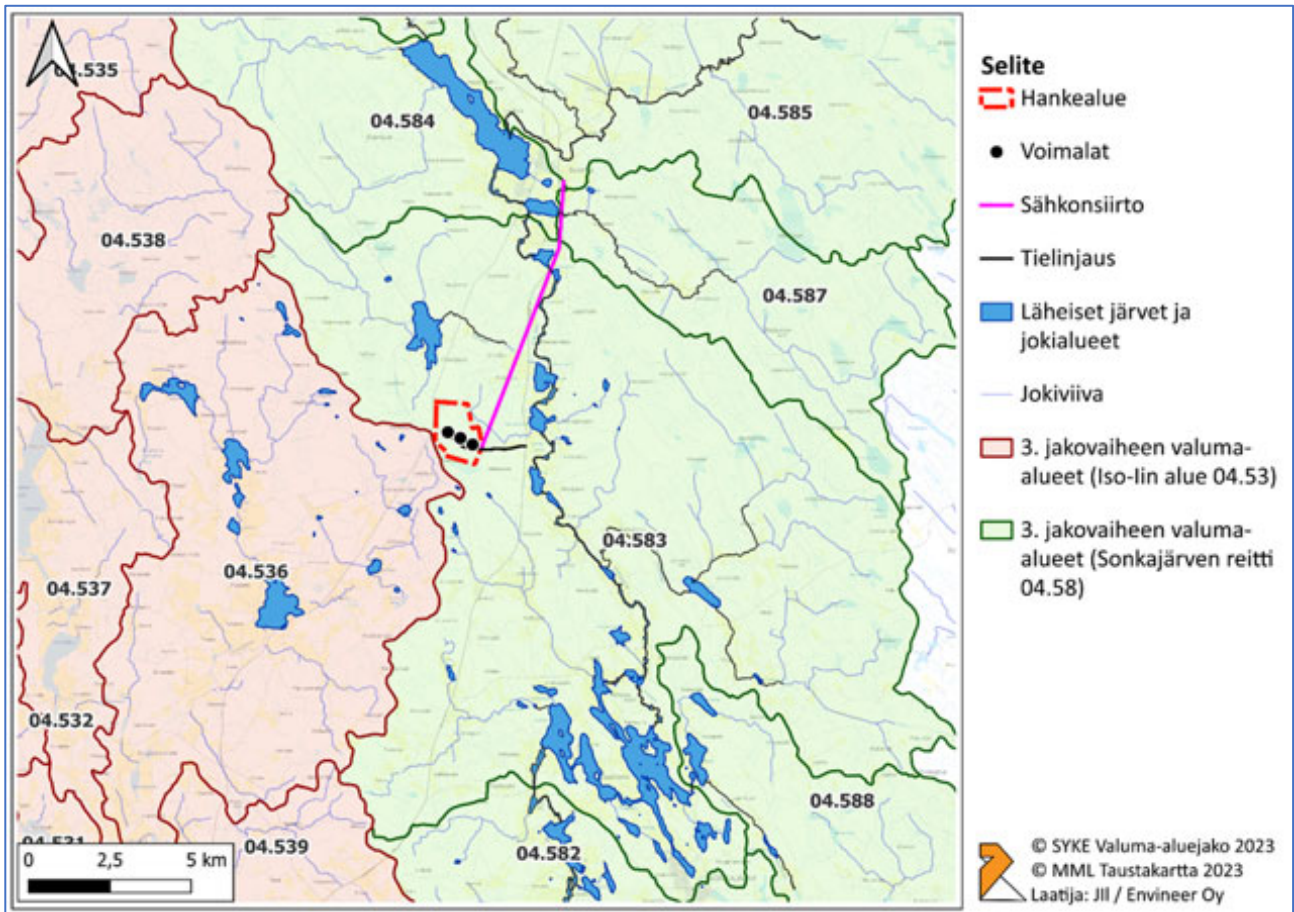 04.535
04.584
04.585
04.538
04.587
04.583
04.536
04.537
04.532
04.588
04.531
04.539
04.582
0 2,5 5 km
Selite
Hankealue
Voimalat
Sähkonsiirto
Tielinjaus
Läheiset järvet ja
jokialueet
Jokiviiva
3. jakovaiheen valuma-
alueet (Iso-Iin alue 04.53)
3. jakovaiheen valuma-
alueet (Sonkajärven reitti
04.58)
© SYKE Valuma-aluejako 2023
© MML Taustakartta 2023
Laatija: JII / Envineer Oy